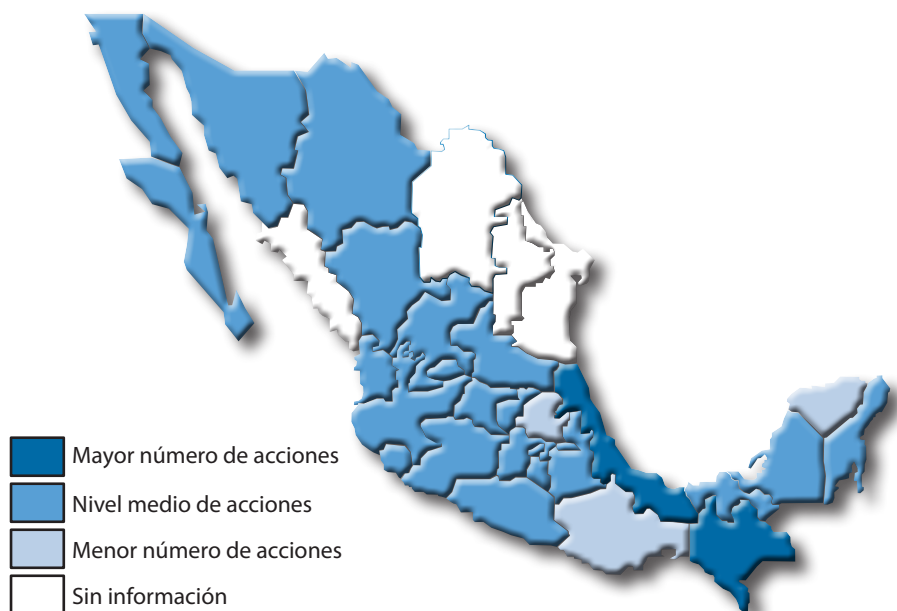 Mayor número de acciones
Nivel medio de acciones
Menor número de acciones
Sin información